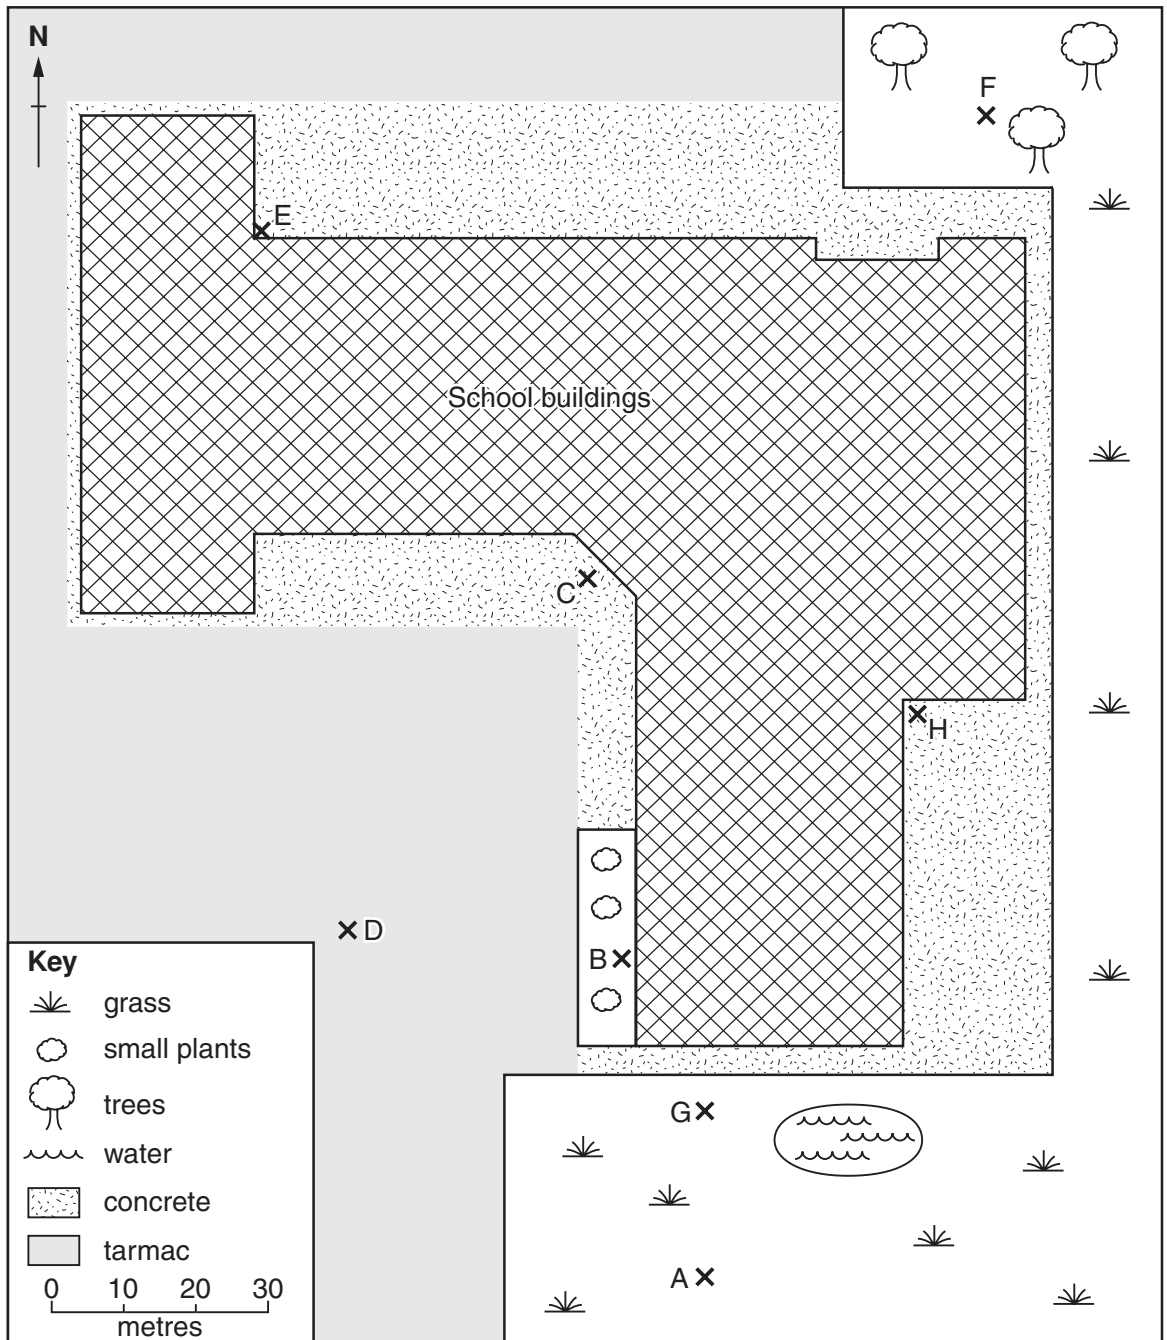 N
F
E
School buildings
C
H
D
B
Key
grass
small plants
trees
G
water
concrete
tarmac
A
0 10 20 30
metres